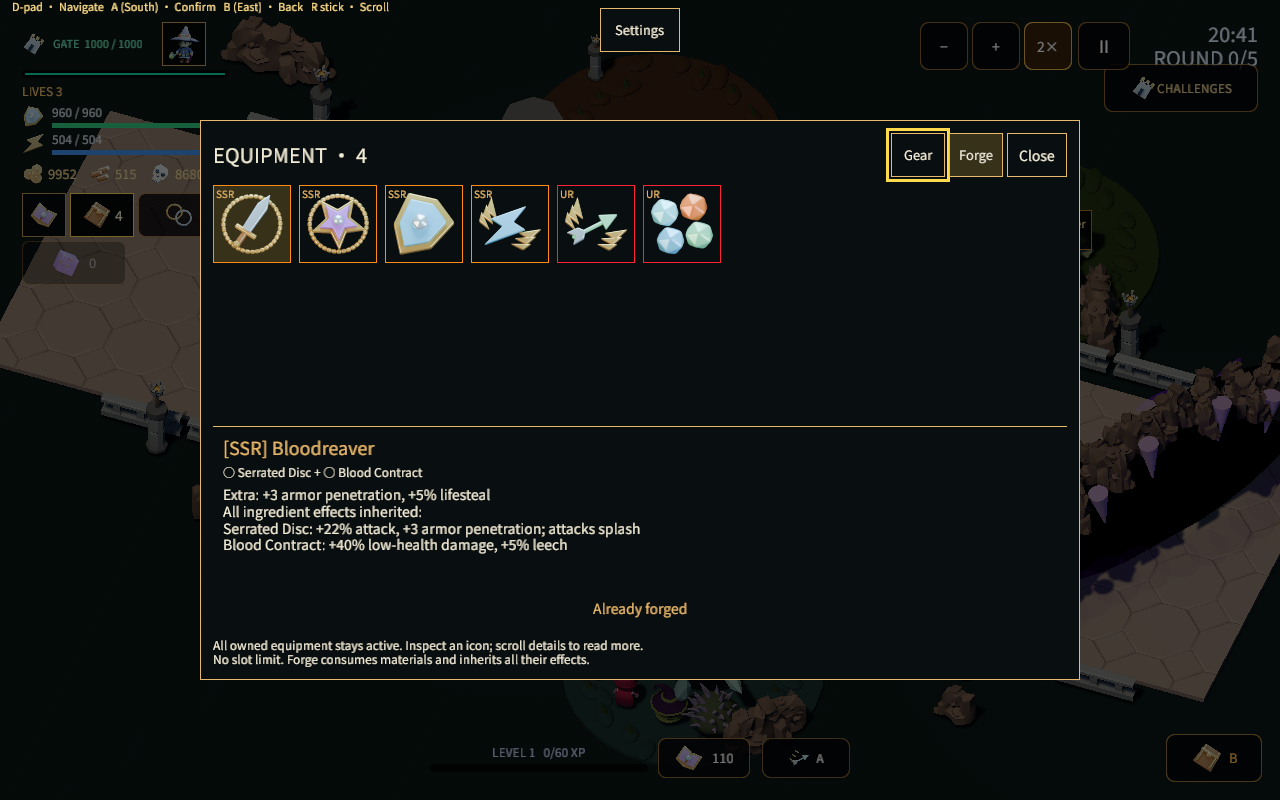 D-pad • Navigate A (South) • Confirm B (East) • Back R stick • Scroll
Settings
GATE 1000 / 1000
20:41
ROUND 0/5
− + 2× II
CHALLENGES
LIVES 3
960 / 960
504 / 504
9952 515 8680
4
0
EQUIPMENT • 4
Gear Forge Close
SSR SSR SSR SSR UR UR
[SSR] Bloodreaver
○ Serrated Disc + ○ Blood Contract
Extra: +3 armor penetration, +5% lifesteal
All ingredient effects inherited:
Serrated Disc: +22% attack, +3 armor penetration; attacks splash
Blood Contract: +40% low-health damage, +5% leech
Already forged
All owned equipment stays active. Inspect an icon; scroll details to read more.
No slot limit. Forge consumes materials and inherits all their effects.
LEVEL 1 0/60 XP
110
A
B